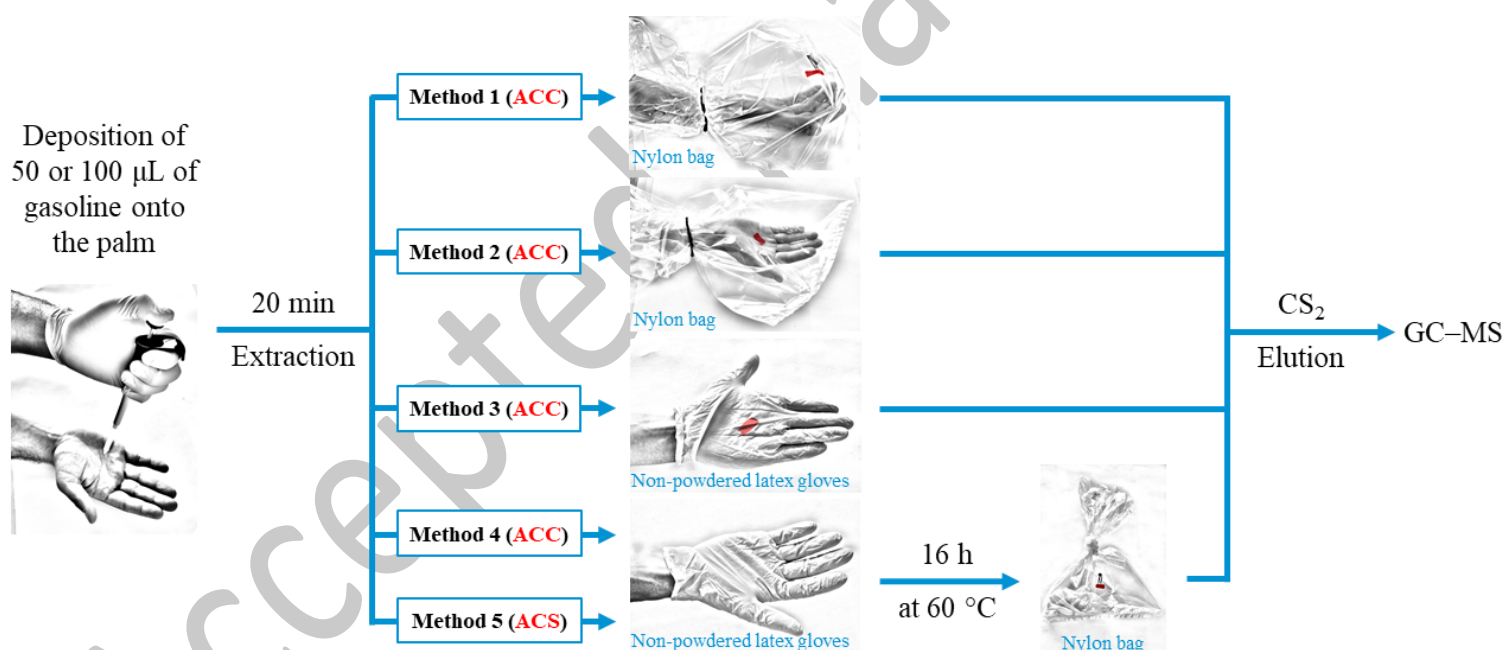 Deposition of
50 or 100 µL of
gasoline onto
the palm
20 min
Extraction
Method 1 (ACC)
Nylon bag
Method 2 (ACC)
Nylon bag
Method 3 (ACC)
Non-powdered latex gloves
Method 4 (ACC)
Method 5 (ACS)
Non-powdered latex gloves
16 h
at 60 °C
Nylon bag
CS₂
Elution
GC–MS
Accepted